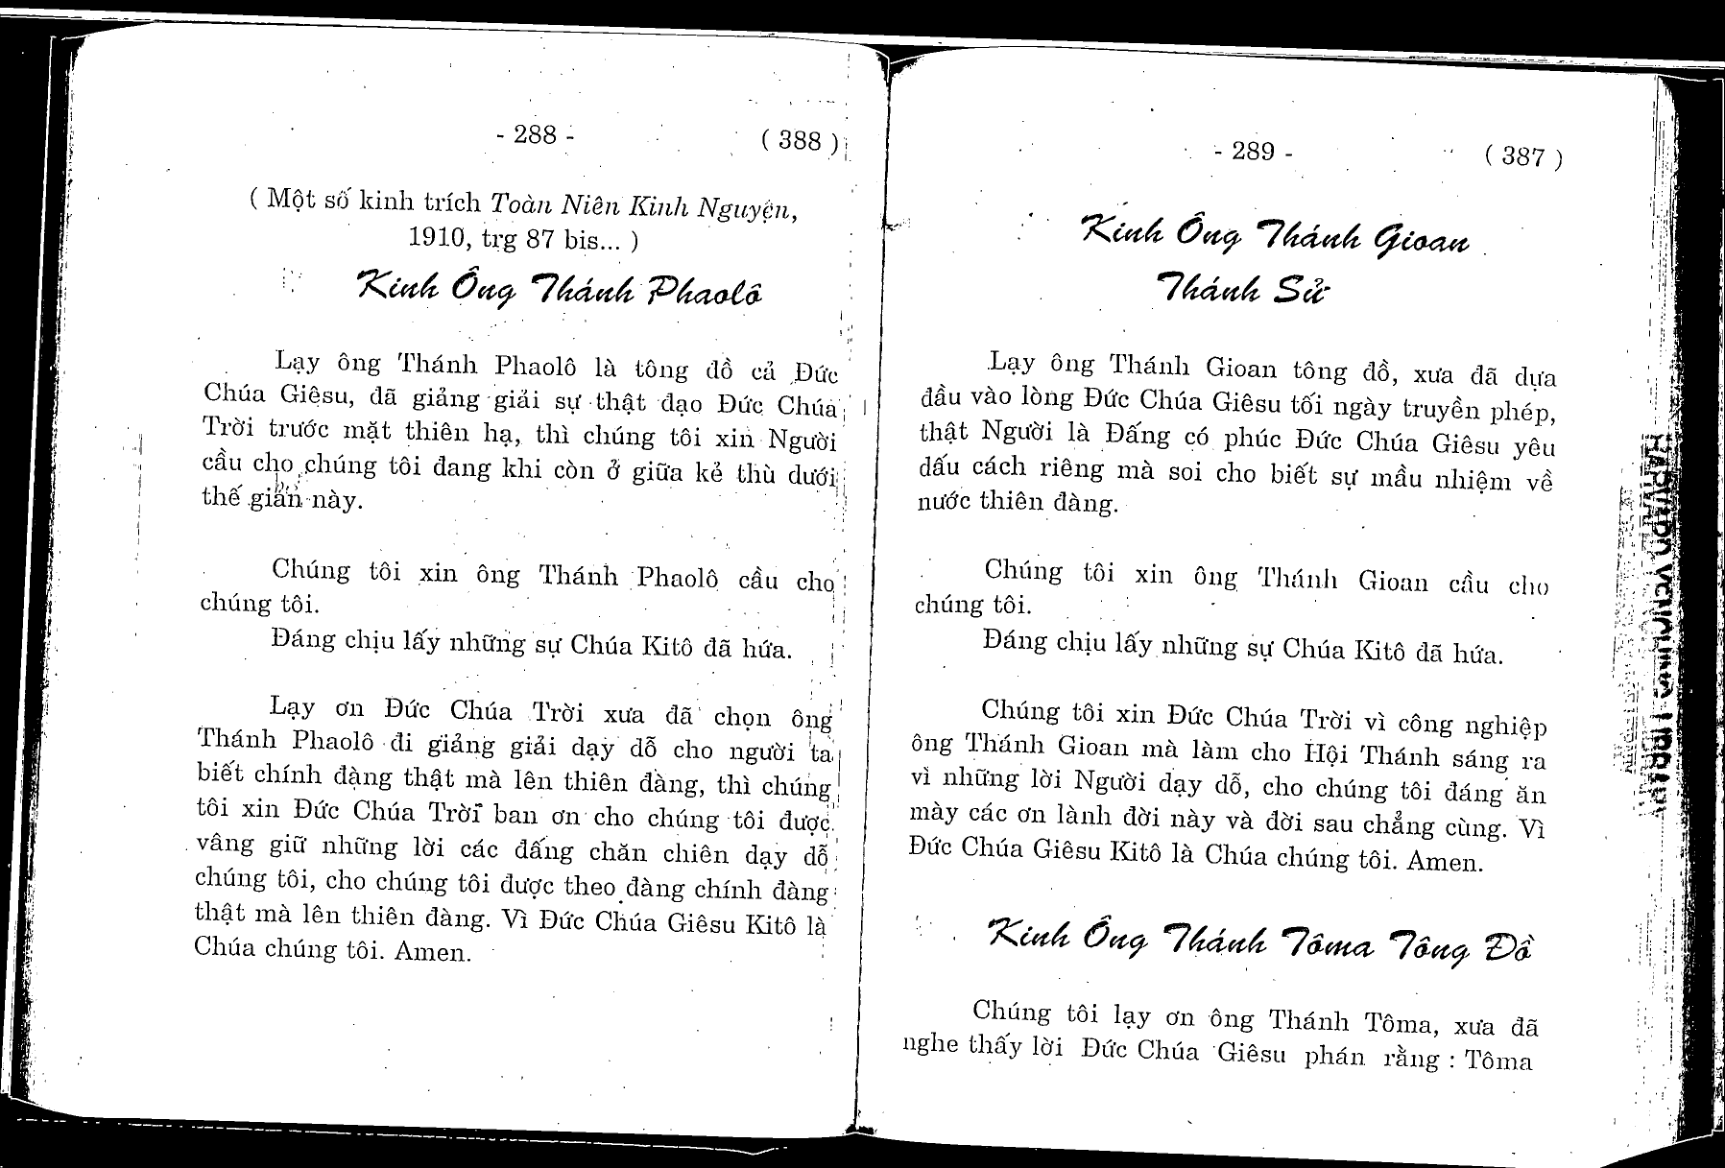 - 288 - ( 388 )
( Một số kinh trích Toàn Niên Kinh Nguyện,
1910, trg 87 bis... )
Kinh Ông Thánh Phaolô
Lạy ông Thánh Phaolô là tông đồ cả Đức
Chúa Giêsu, đã giảng giải sự thật đạo Đức Chúa
Trời trước mặt thiên hạ, thì chúng tôi xin Người
cầu cho chúng tôi đang khi còn ở giữa kẻ thù dưới
thế gian này.
Chúng tôi xin ông Thánh Phaolô cầu cho
chúng tôi.
Đáng chịu lấy những sự Chúa Kitô đã hứa.
Lạy ơn Đức Chúa Trời xưa đã chọn ông
Thánh Phaolô đi giảng giải dạy dỗ cho người ta
biết chính đàng thật mà lên thiên đàng, thì chúng
tôi xin Đức Chúa Trời ban ơn cho chúng tôi được
vâng giữ những lời các đấng chăn chiên dạy dỗ
chúng tôi, cho chúng tôi được theo đàng chính đàng
thật mà lên thiên đàng. Vì Đức Chúa Giêsu Kitô là
Chúa chúng tôi. Amen.
- 289 - ( 387 )
Kinh Ông Thánh Gioan
Thánh Sử
Lạy ông Thánh Gioan tông đồ, xưa đã dựa
đầu vào lòng Đức Chúa Giêsu tối ngày truyền phép,
thật Người là Đấng có phúc Đức Chúa Giêsu yêu
dấu cách riêng mà soi cho biết sự mầu nhiệm về
nước thiên đàng.
Chúng tôi xin ông Thánh Gioan cầu cho
chúng tôi.
Đáng chịu lấy những sự Chúa Kitô đã hứa.
Chúng tôi xin Đức Chúa Trời vì công nghiệp
ông Thánh Gioan mà làm cho Hội Thánh sáng ra
vì những lời Người dạy dỗ, cho chúng tôi đáng ăn
mày các ơn lành đời này và đời sau chẳng cùng. Vì
Đức Chúa Giêsu Kitô là Chúa chúng tôi. Amen.
Kinh Ông Thánh Tôma Tông Đồ
Chúng tôi lạy ơn ông Thánh Tôma, xưa đã
nghe thấy lời Đức Chúa Giêsu phán rằng : Tôma
HARVARD YENCHING LIBRARY